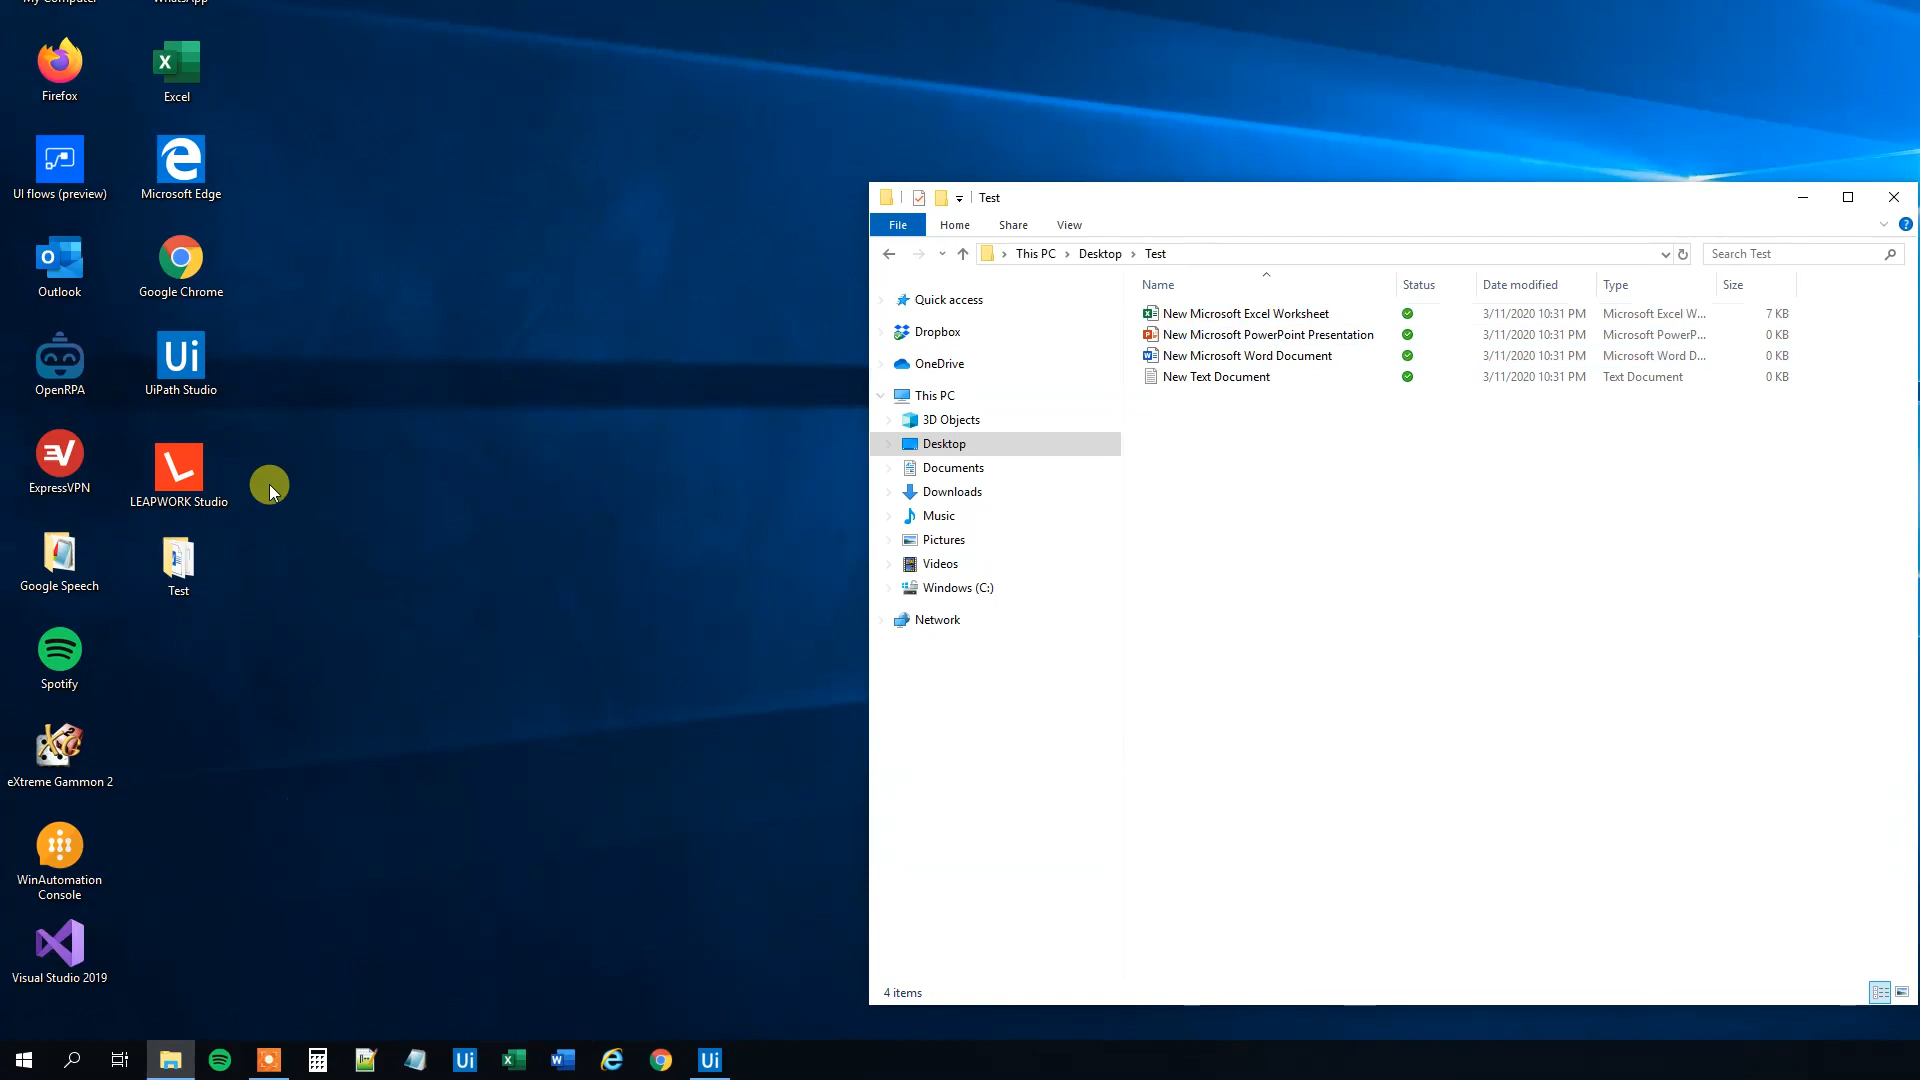 My Computer
WhatsApp
Firefox
Excel
UI flows (preview)
Microsoft Edge
Outlook
Google Chrome
OpenRPA
UiPath Studio
ExpressVPN
LEAPWORK Studio
Google Speech
Test
Spotify
eXtreme Gammon 2
WinAutomation
Console
Visual Studio 2019
Test
File Home Share View
This PC Desktop Test
Search Test
Name Status Date modified Type Size
New Microsoft Excel Worksheet 3/11/2020 10:31 PM Microsoft Excel W... 7 KB
New Microsoft PowerPoint Presentation 3/11/2020 10:31 PM Microsoft PowerP... 0 KB
New Microsoft Word Document 3/11/2020 10:31 PM Microsoft Word D... 0 KB
New Text Document 3/11/2020 10:31 PM Text Document 0 KB
Quick access
Dropbox
OneDrive
This PC
3D Objects
Desktop
Documents
Downloads
Music
Pictures
Videos
Windows (C:)
Network
4 items